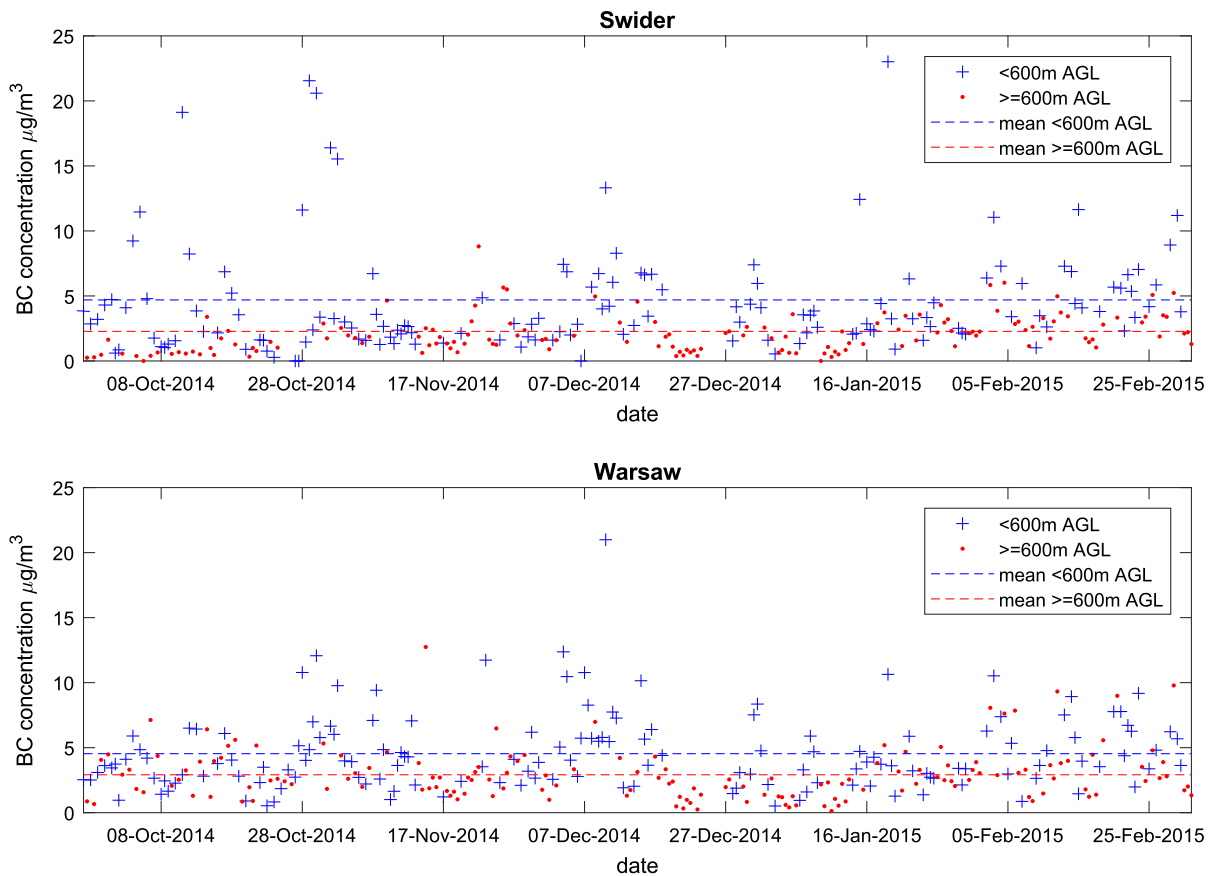 Swider
25
20
15
10
5
0
BC concentration μg/m³
<600m AGL
>=600m AGL
mean <600m AGL
mean >=600m AGL
08-Oct-2014 28-Oct-2014 17-Nov-2014 07-Dec-2014 27-Dec-2014 16-Jan-2015 05-Feb-2015 25-Feb-2015
date
Warsaw
25
20
15
10
5
0
BC concentration μg/m³
<600m AGL
>=600m AGL
mean <600m AGL
mean >=600m AGL
08-Oct-2014 28-Oct-2014 17-Nov-2014 07-Dec-2014 27-Dec-2014 16-Jan-2015 05-Feb-2015 25-Feb-2015
date